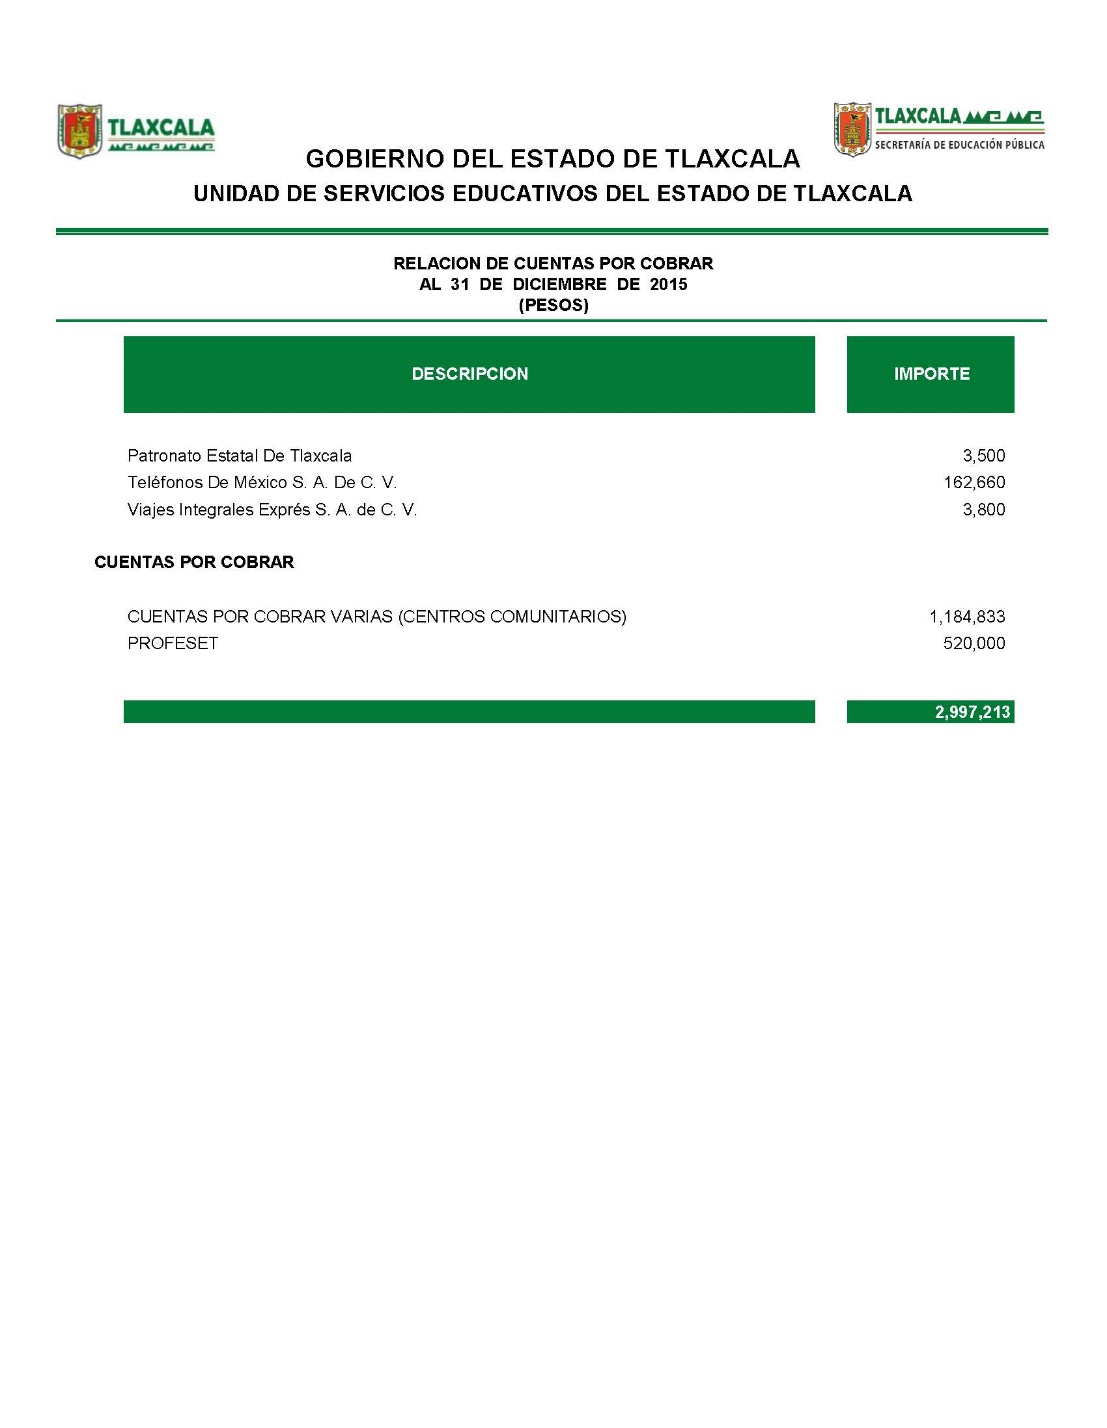 TLAXCALA
TLAXCALA
SECRETARÍA DE EDUCACIÓN PÚBLICA
GOBIERNO DEL ESTADO DE TLAXCALA
UNIDAD DE SERVICIOS EDUCATIVOS DEL ESTADO DE TLAXCALA
RELACION DE CUENTAS POR COBRAR
AL 31 DE DICIEMBRE DE 2015
(PESOS)
DESCRIPCION IMPORTE
Patronato Estatal De Tlaxcala 3,500
Teléfonos De México S. A. De C. V. 162,660
Viajes Integrales Exprés S. A. de C. V. 3,800
CUENTAS POR COBRAR
CUENTAS POR COBRAR VARIAS (CENTROS COMUNITARIOS) 1,184,833
PROFESET 520,000
2,997,213